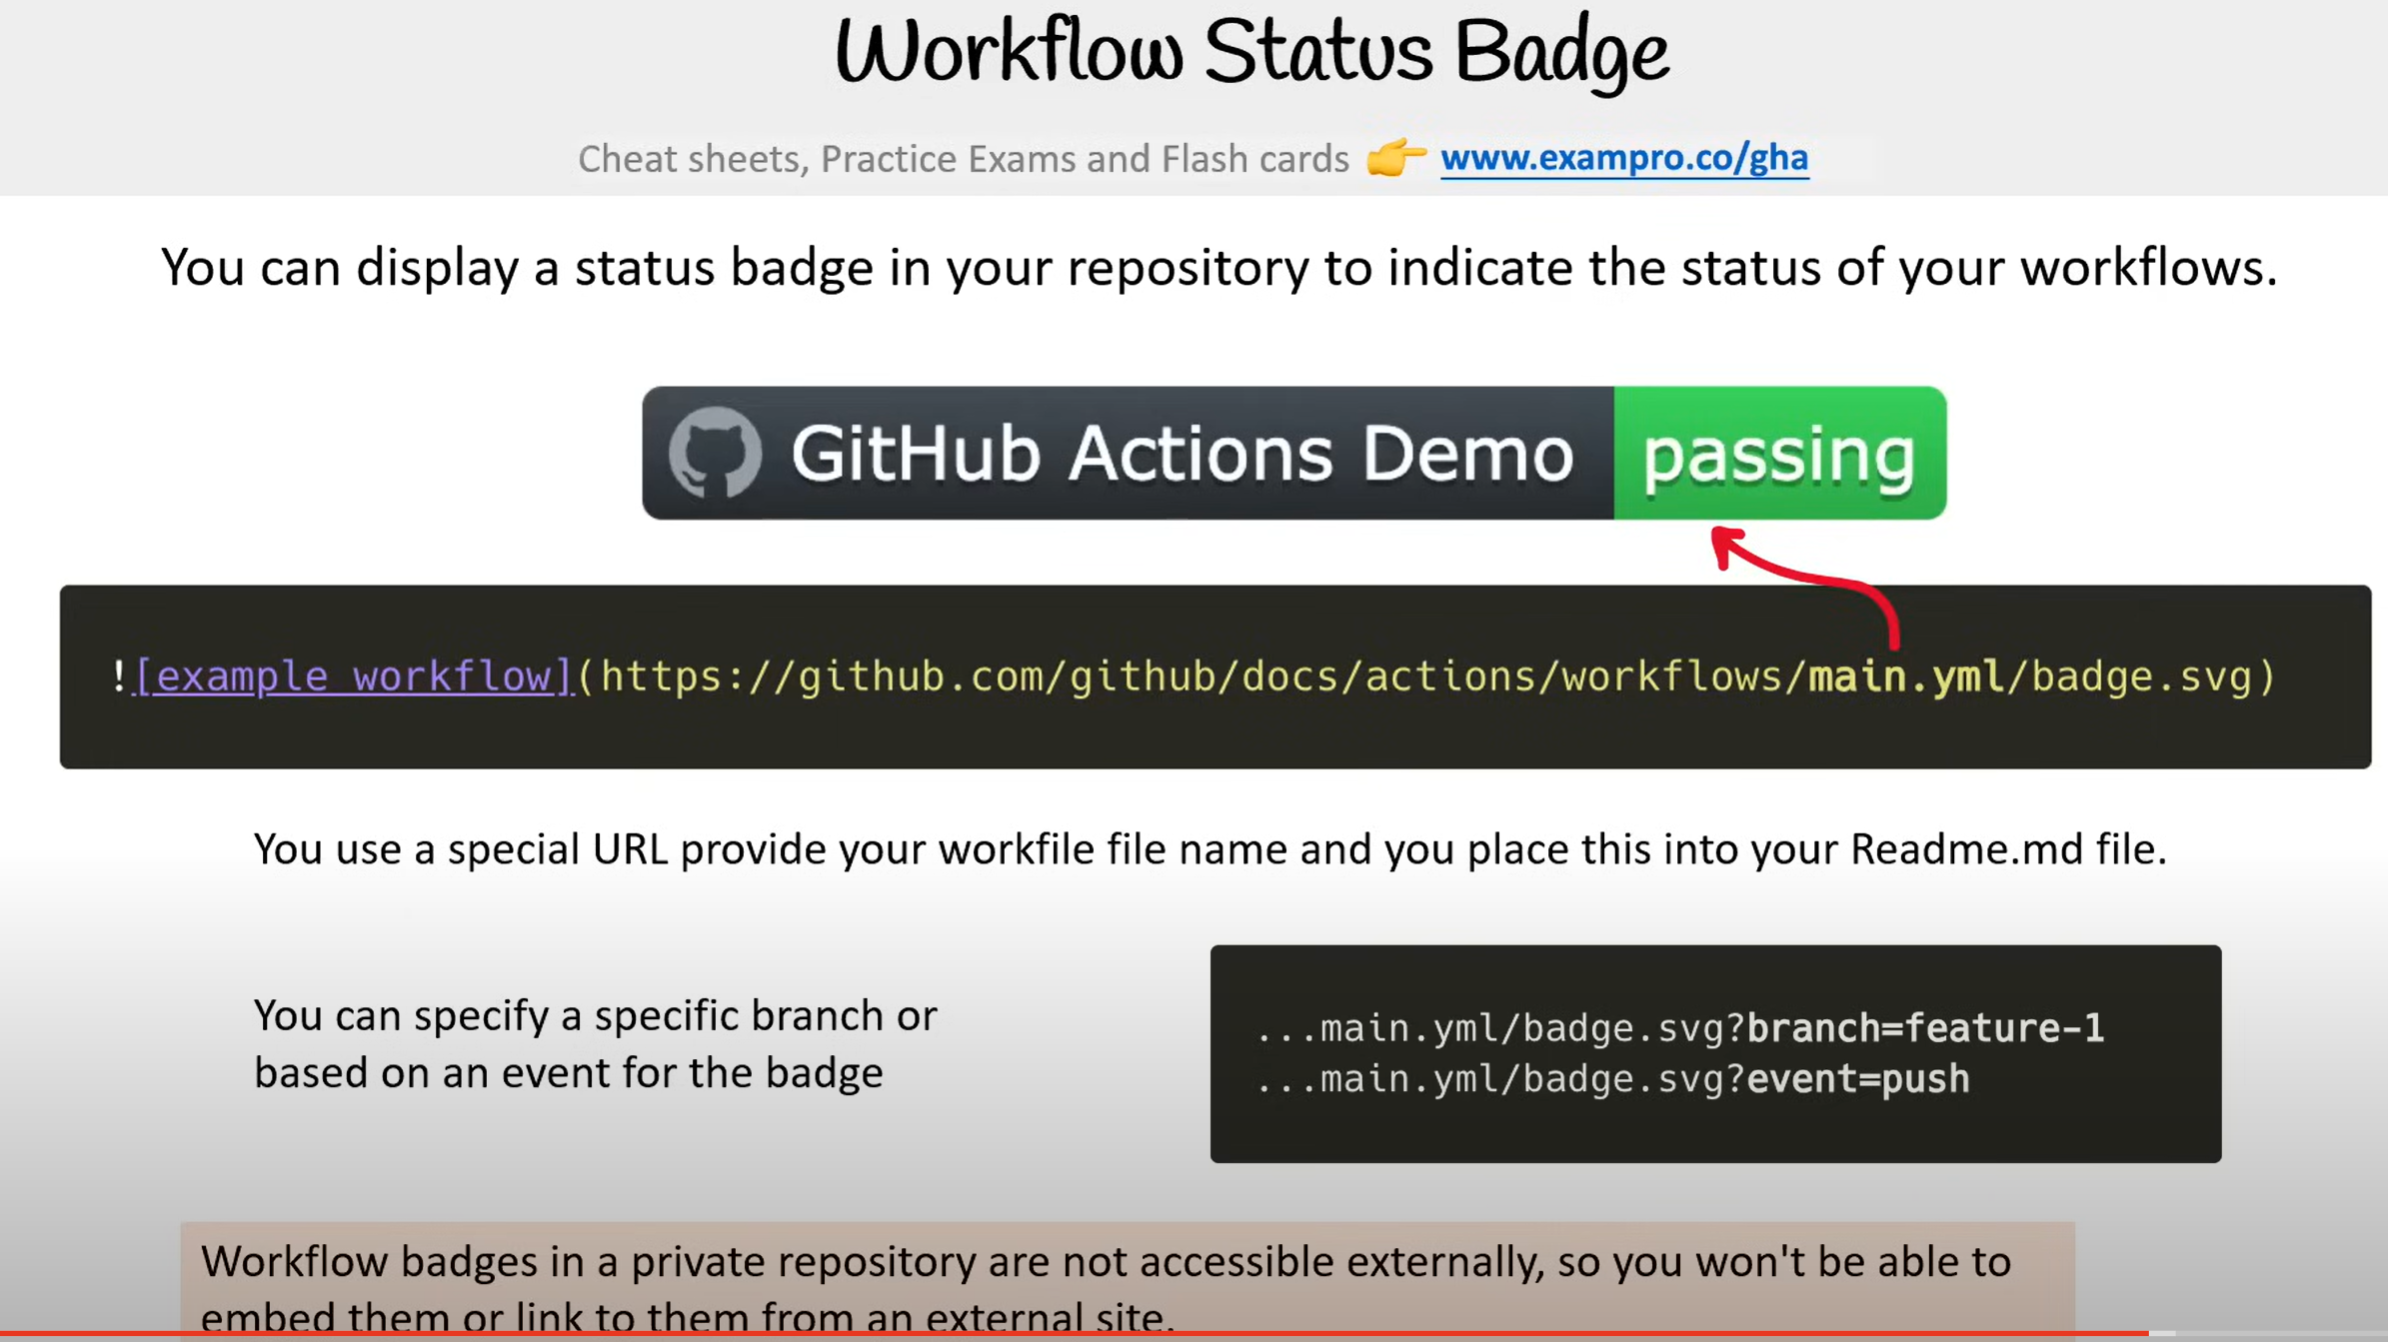 Workflow Status Badge
Cheat sheets, Practice Exams and Flash cards 👉 www.exampro.co/gha
You can display a status badge in your repository to indicate the status of your workflows.
GitHub Actions Demo passing
![example workflow](https://github.com/github/docs/actions/workflows/main.yml/badge.svg)
You use a special URL provide your workfile file name and you place this into your Readme.md file.
You can specify a specific branch or
based on an event for the badge
...main.yml/badge.svg?branch=feature-1
...main.yml/badge.svg?event=push
Workflow badges in a private repository are not accessible externally, so you won't be able to
embed them or link to them from an external site.